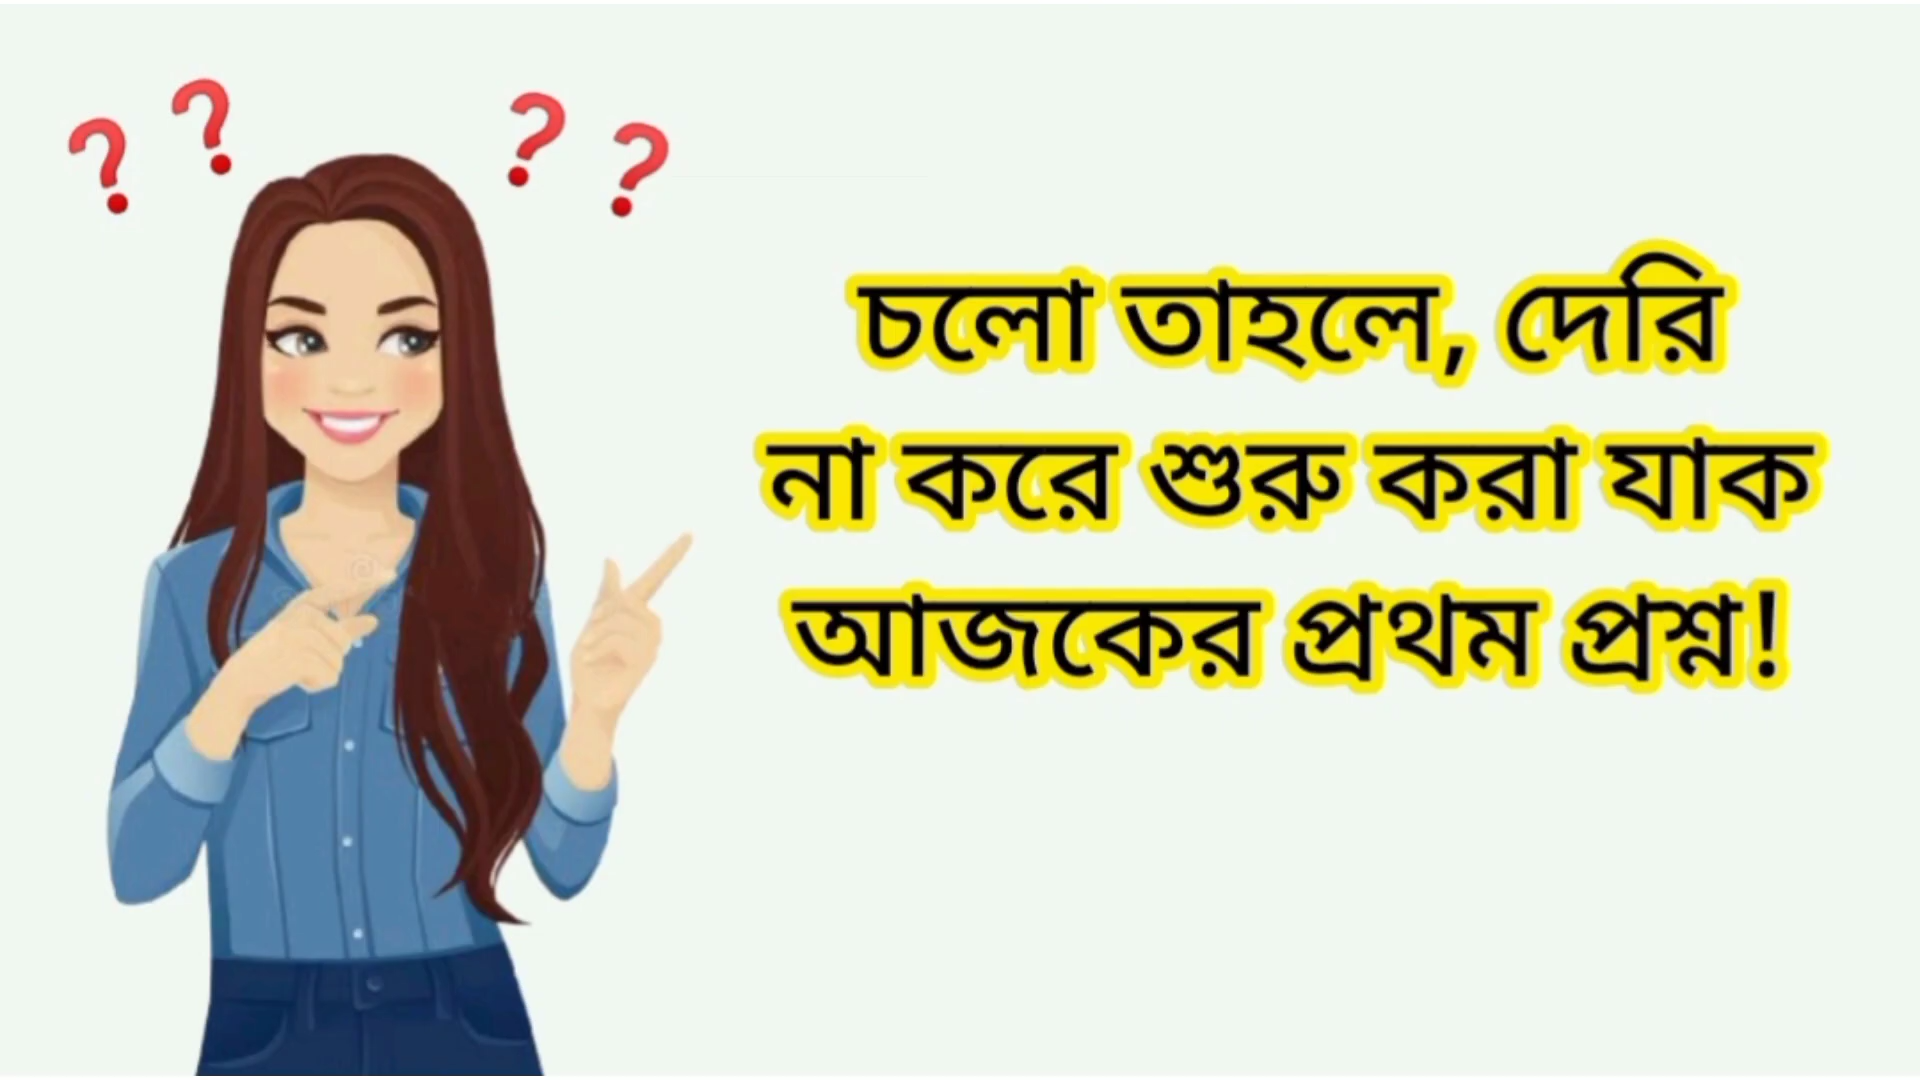 চলো তাহলে, দেরি
না করে শুরু করা যাক
আজকের প্রথম প্রশ্ন!